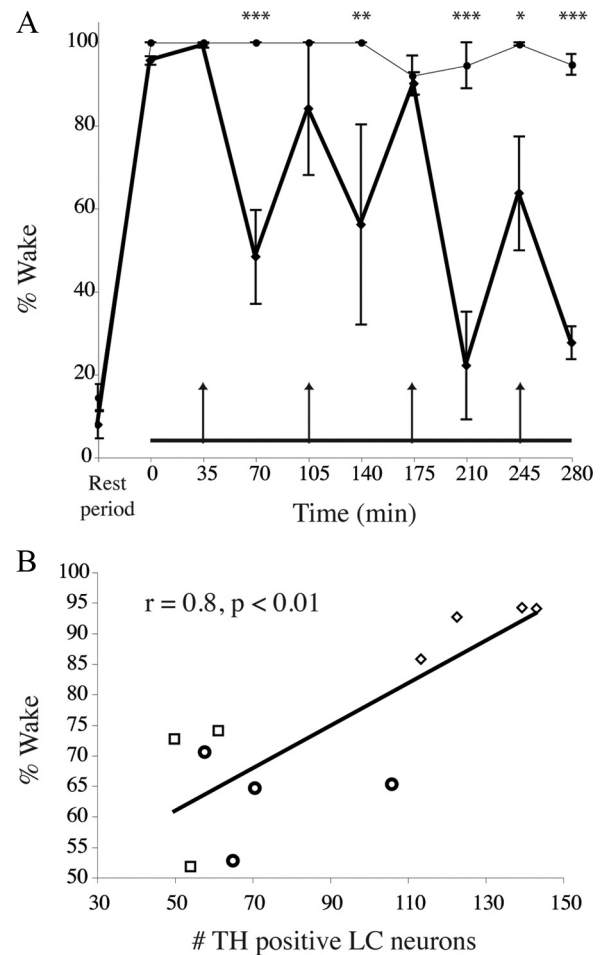 A
*** ** *** * ***
100
80
60
40
20
0
% Wake
Rest period
0 35 70 105 140 175 210 245 280
Time (min)
B
r = 0.8, p < 0.01
100
95
90
85
80
75
70
65
60
55
50
% Wake
30 50 70 90 110 130 150
# TH positive LC neurons